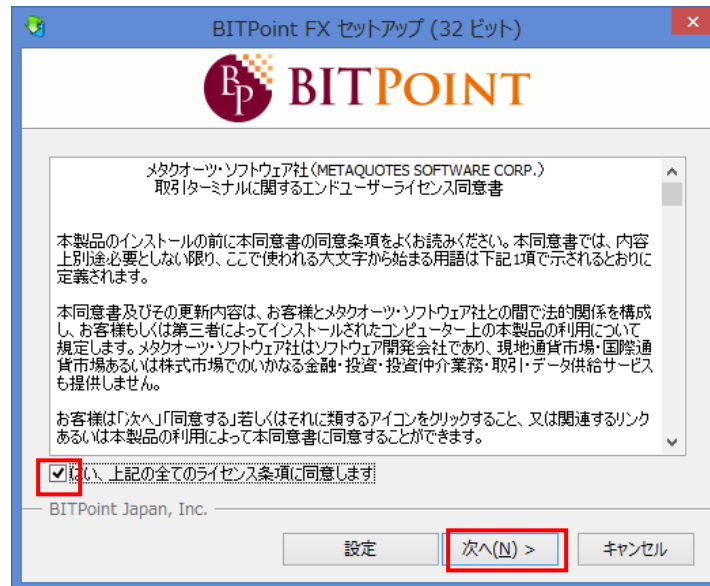 BITPoint FX セットアップ (32 ビット)
BP BITPOINT
メタクオーツ・ソフトウェア社(METAQUOTES SOFTWARE CORP.)
取引ターミナルに関するエンドユーザーライセンス同意書
本製品のインストールの前に本同意書の同意条項をよくお読みください。本同意書では、内容
上別途必要としない限り、ここで使われる大文字から始まる用語は下記1項で示されるとおりに
定義されます。
本同意書及びその更新内容は、お客様とメタクオーツ・ソフトウェア社との間で法的関係を構成
し、お客様もしくは第三者によってインストールされたコンピューター上の本製品の利用について
規定します。メタクオーツ・ソフトウェア社はソフトウェア開発会社であり、現地通貨市場・国際通
貨市場あるいは株式市場でのいかなる金融・投資・投資仲介業務・取引・データ供給サービス
も提供しません。
お客様は「次へ」「同意する」若しくはそれに類するアイコンをクリックすること、又は関連するリンク
あるいは本製品の利用によって本同意書に同意することができます。
はい、上記の全てのライセンス条項に同意します
BITPoint Japan, Inc.
設定 次へ(N) > キャンセル